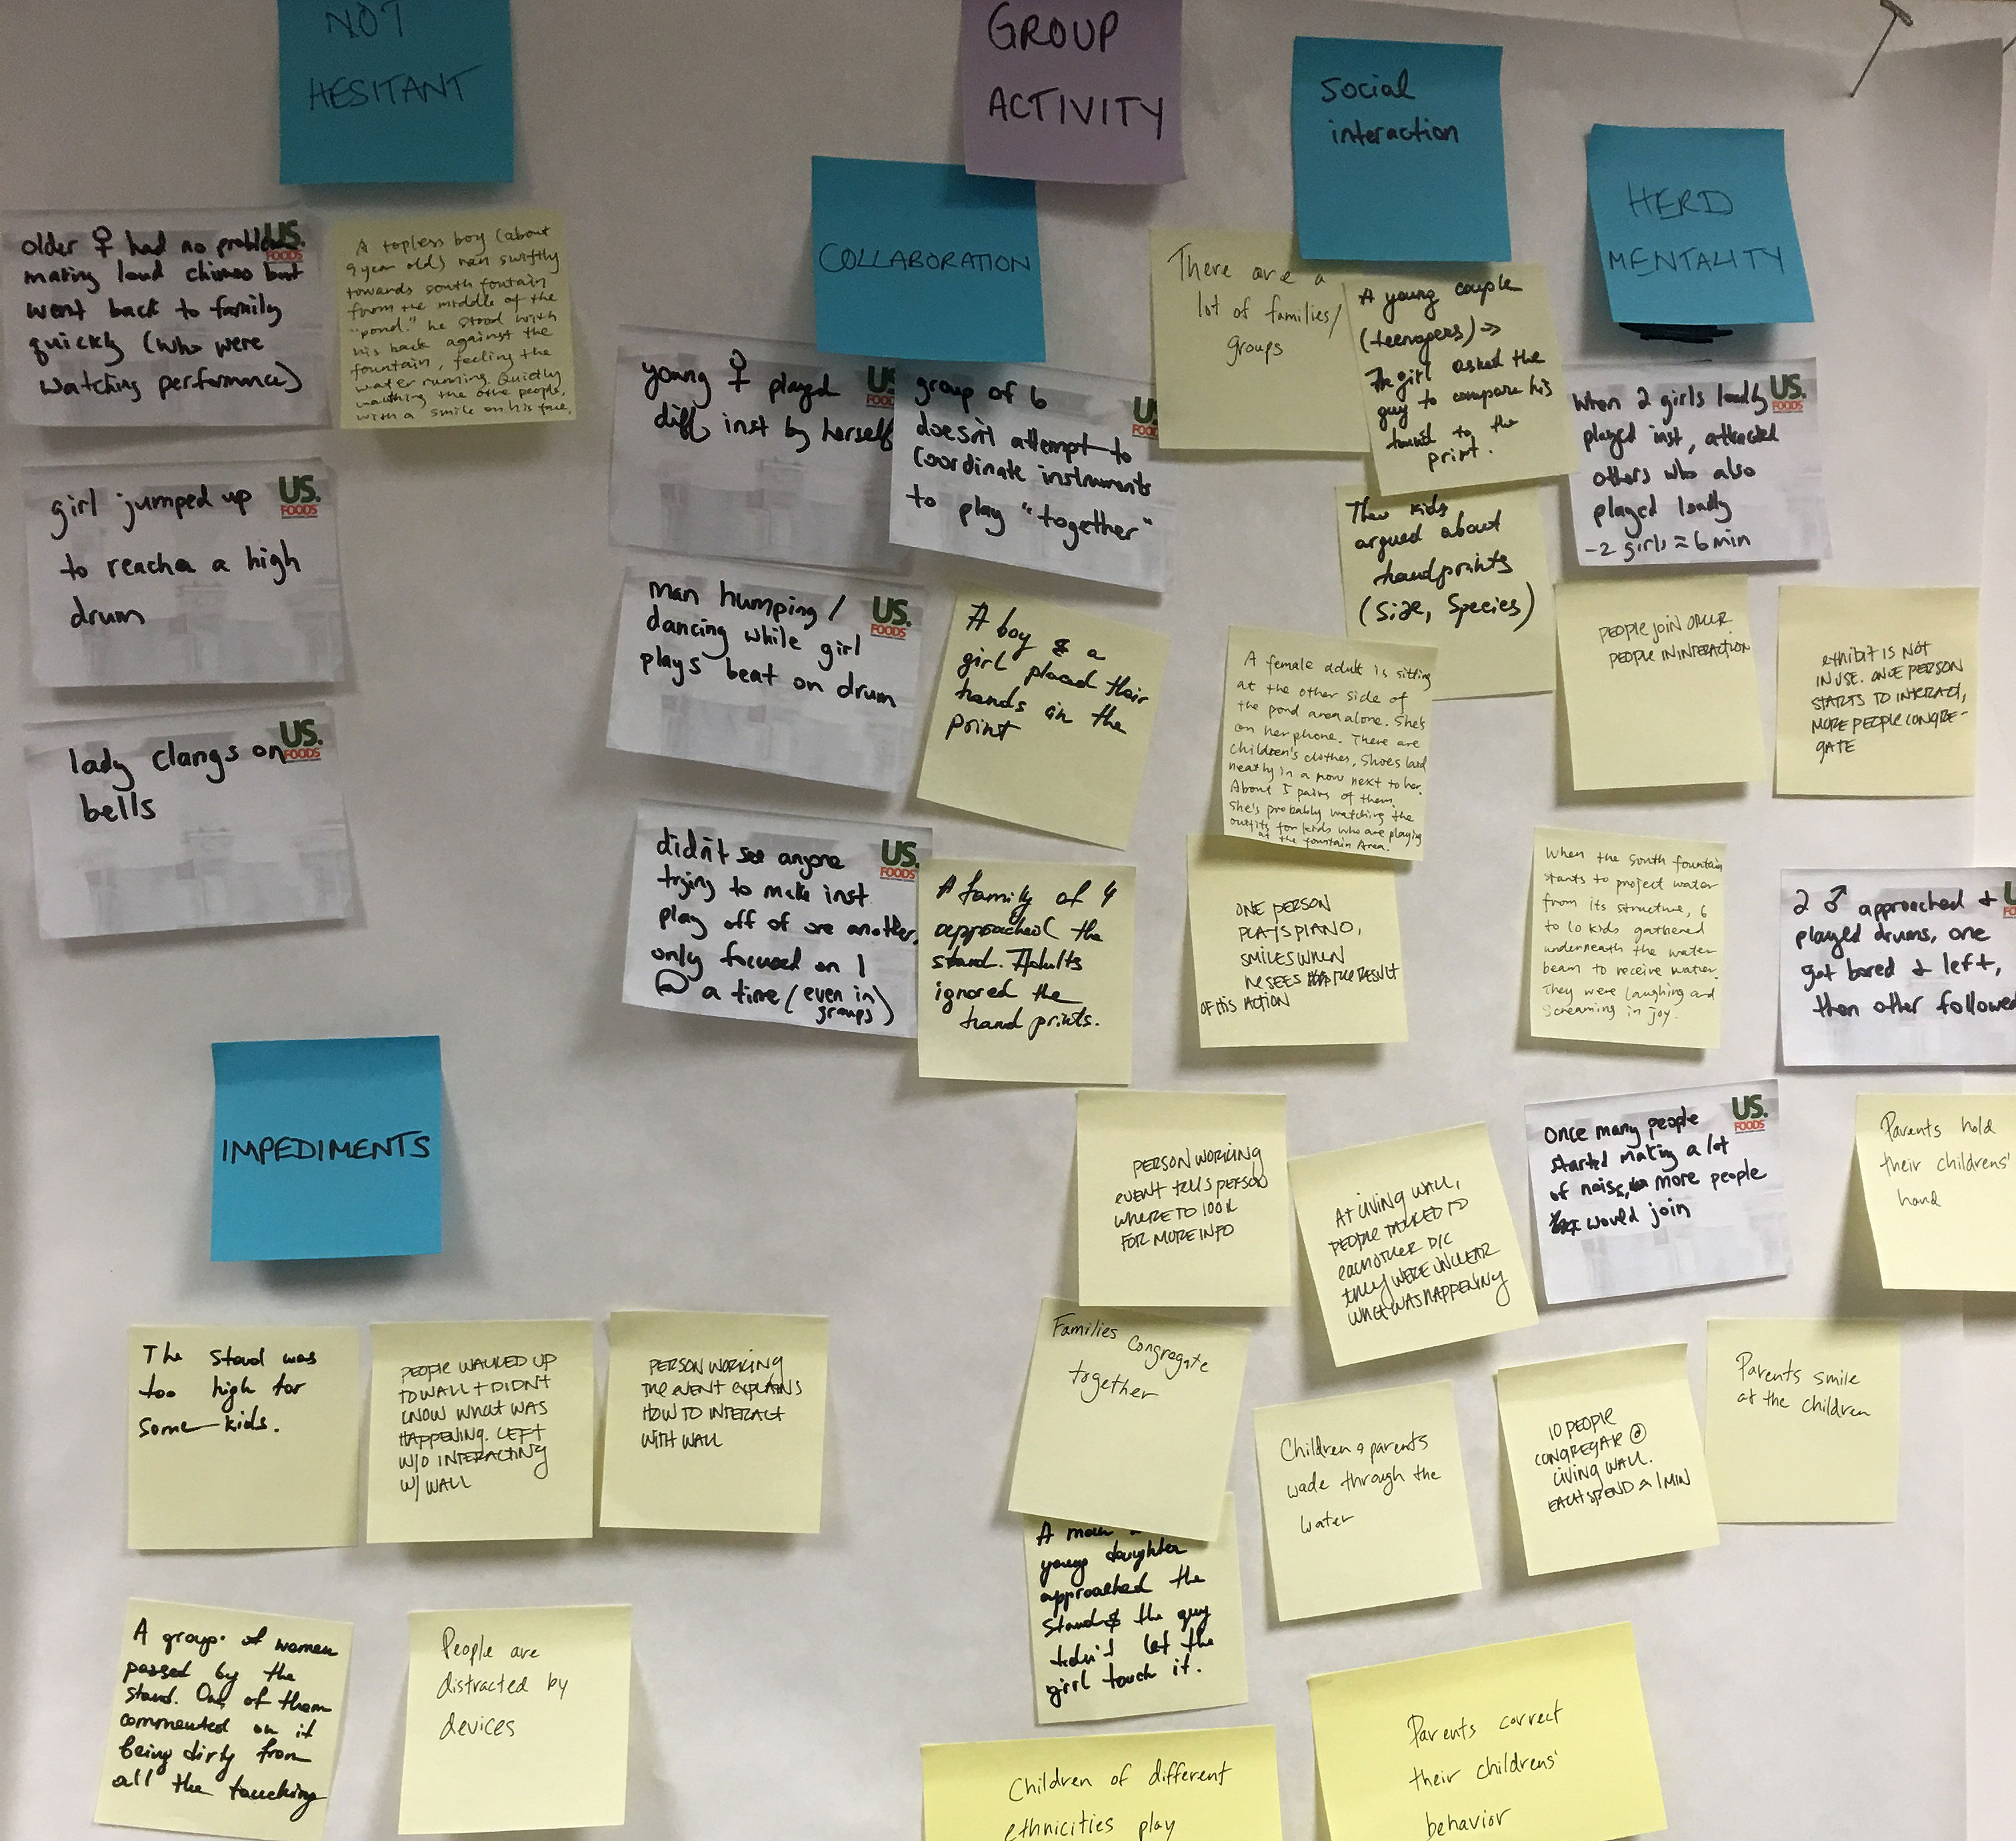 NOT
HESITANT
GROUP
ACTIVITY
Social
interaction
HERD
MENTALITY
COLLABORATION
older ♀ had no problem
making loud chimes but
went back to family
quickly (who were
watching performance)
US.
FOODS
A topless boy (about
9 year old) ran swiftly
towards south fountain
from the middle of the
"pond." he stood with
his back against the
fountain, feeling the
water running. Quietly
watching the othe people,
with a smile on his face.
girl jumped up
to reach a high
drum
US.
FOODS
lady clangs on
bells
US.
FOODS
young ♀ played
diff inst by herself
US
FOODS
group of 6
doesn't attempt to
coordinate instruments
to play "together"
US
FOOD
man humping /
dancing while girl
plays beat on drum
US.
FOODS
A boy & a
girl placed their
hands in the
print
didn't see anyone
trying to make inst
play off of one another,
only focused on 1
@ a time (even in
groups)
US.
FOODS
A family of 4
approached the
stand. Adults
ignored the
hand prints.
There are a
lot of families/
groups
A young couple
(teenagers) →
The girl asked the
guy to compare his
hand to the
print.
The kids
argued about
handprints
(Size, Species)
A female adult is sitting
at the other side of
the pond area alone. She's
on her phone. There are
children's clothes, shoes laid
neatly in a row next to her.
About 5 pairs of them.
She's probably watching the
outfits for kids who are playing
at the fountain Area.
ONE PERSON
PLAYS PIANO,
SMILES WHEN
HE SEES THE RESULT
OF HIS ACTION
When 2 girls loudly
played inst, attracted
others who also
played loudly
- 2 girls ≈ 6 min
US.
FOODS
PEOPLE JOIN OTHER
PEOPLE IN INTERACTION
EXHIBIT IS NOT
IN USE. ONCE PERSON
STARTS TO INTERACT,
MORE PEOPLE CONGRE-
GATE
When the south fountain
starts to project water
from its structure, 6
to 10 kids gathered
underneath the water
beam to receive water.
They were laughing and
screaming in joy.
2 ♂ approached &
played drums, one
got bored & left,
then other followed
PERSON WORKING
EVENT TELLS PERSON
WHERE TO LOOK
FOR MORE INFO
AT LIVING WALL,
PEOPLE TALKED TO
EACH OTHER B/C
THEY WERE UNCLEAR
WHAT WAS HAPPENING
Once many people
started making a lot
of noise, more people
would join
US.
FOODS
Parents hold
their childrens'
hand
Families congregate
together
Children & parents
wade through the
water
10 PEOPLE
CONGREGATE @
LIVING WALL.
EACH SPEND ≈ 1 MIN
Parents smile
at the children
A man
young daughter
approached the
stand & the guy
didn't let the
girl touch it.
Children of different
ethnicities play
Parents correct
their childrens'
behavior
IMPEDIMENTS
The stand was
too high for
some kids.
PEOPLE WALKED UP
TO WALL + DIDN'T
KNOW WHAT WAS
HAPPENING. LEFT
W/O INTERACTING
W/ WALL
PERSON WORKING
THE EVENT EXPLAINS
HOW TO INTERACT
WITH WALL
A group of women
passed by the
stand. One of them
commented on it
being dirty from
all the touching
People are
distracted by
devices